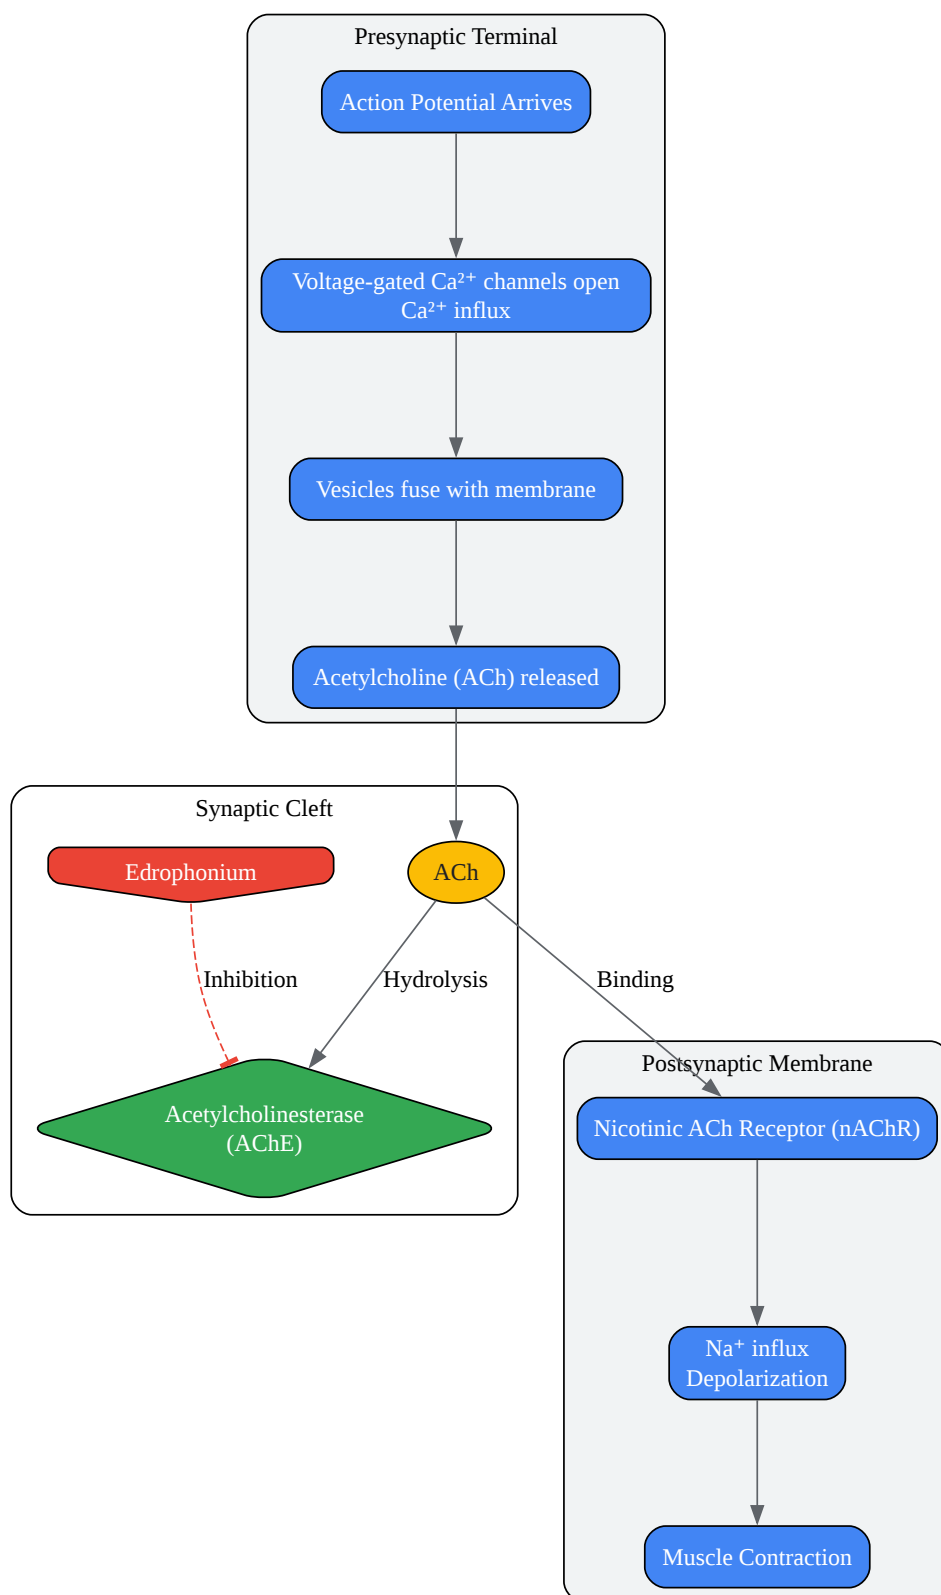 Presynaptic Terminal
Action Potential Arrives
Voltage-gated Ca²⁺ channels open
Ca²⁺ influx
Vesicles fuse with membrane
Acetylcholine (ACh) released
Synaptic Cleft
Edrophonium
ACh
Inhibition
Hydrolysis
Binding
Acetylcholinesterase
(AChE)
Postsynaptic Membrane
Nicotinic ACh Receptor (nAChR)
Na⁺ influx
Depolarization
Muscle Contraction